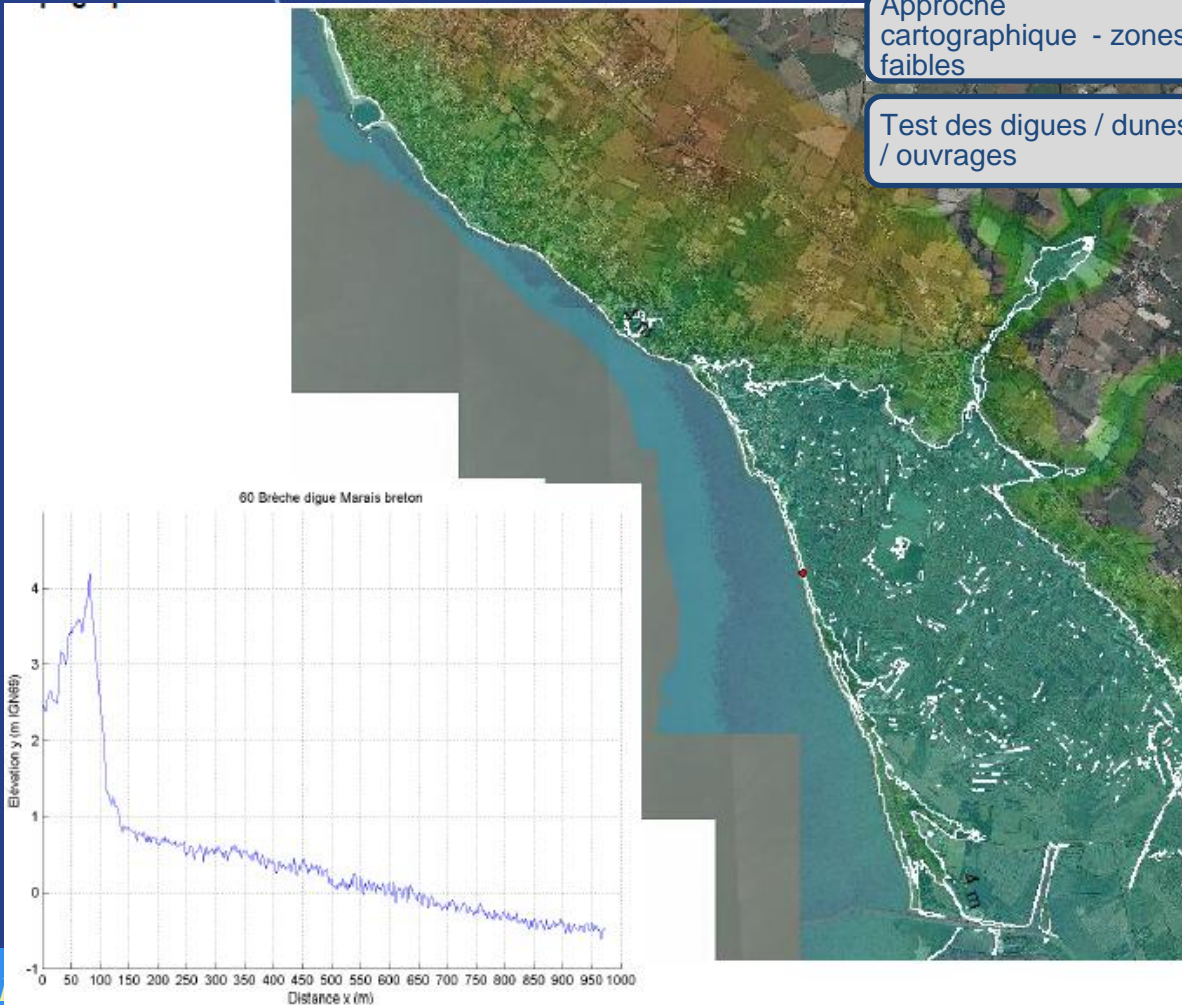 Approche
cartographique - zones
faibles
Test des digues / dunes
/ ouvrages
4 m
60 Brèche digue Marais breton
4
3
2
1
0
-1
Elévation y (m IGN69)
0 50 100 150 200 250 300 350 400 450 500 550 600 650 700 750 800 850 900 950 1000
Distance x (m)